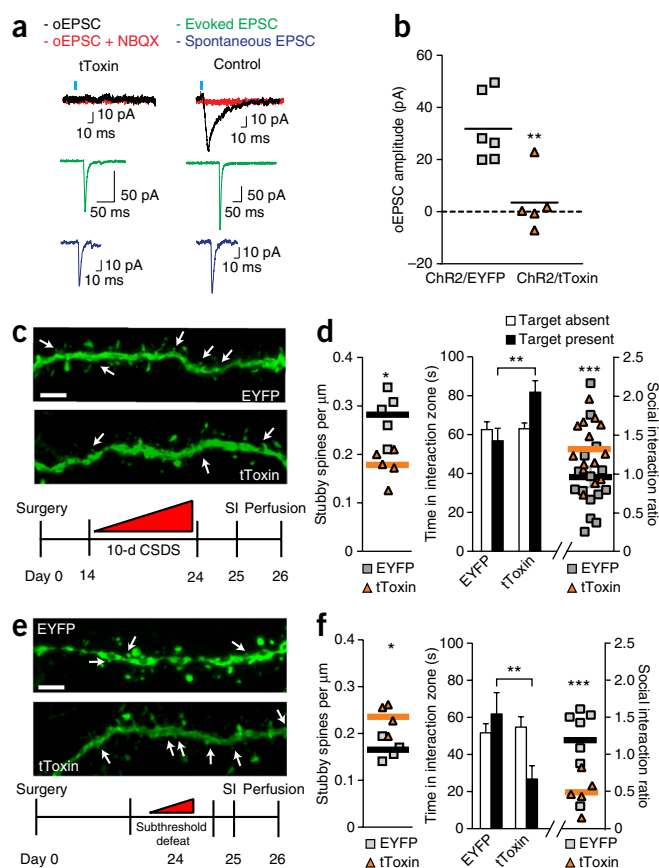 a
- oEPSC
- oEPSC + NBQX
- Evoked EPSC
- Spontaneous EPSC
tToxin
Control
10 pA
10 ms
10 pA
10 ms
50 pA
50 ms
50 pA
50 ms
10 pA
10 ms
10 pA
10 ms
b
oEPSC amplitude (pA)
60
40
20
0
–20
**
ChR2/EYFP
ChR2/tToxin
c
EYFP
tToxin
Surgery
SI
Perfusion
10-d CSDS
Day 0
14
24
25
26
d
Stubby spines per µm
0.4
0.3
0.2
0.1
0
*
EYFP
tToxin
Target absent
Target present
Time in interaction zone (s)
100
80
60
40
20
0
**
EYFP
tToxin
***
2.5
2.0
1.5
1.0
0.5
0
Social interaction ratio
EYFP
tToxin
e
EYFP
tToxin
Surgery
SI
Perfusion
Subthreshold
defeat
Day 0
24
25
26
f
Stubby spines per µm
0.4
0.3
0.2
0.1
0
*
EYFP
tToxin
Time in interaction zone (s)
100
80
60
40
20
0
**
EYFP
tToxin
***
2.5
2.0
1.5
1.0
0.5
0
Social interaction ratio
EYFP
tToxin